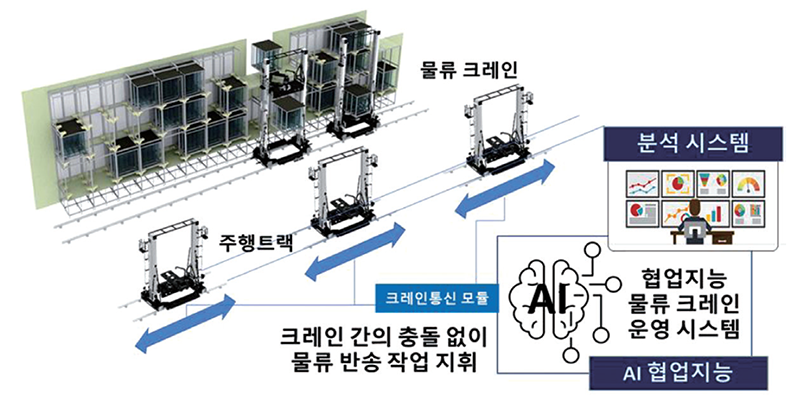 물류 크레인
분석 시스템
주행트랙
크레인통신 모듈
크레인 간의 충돌 없이
물류 반송 작업 지휘
AI
협업지능
물류 크레인
운영 시스템
AI 협업지능